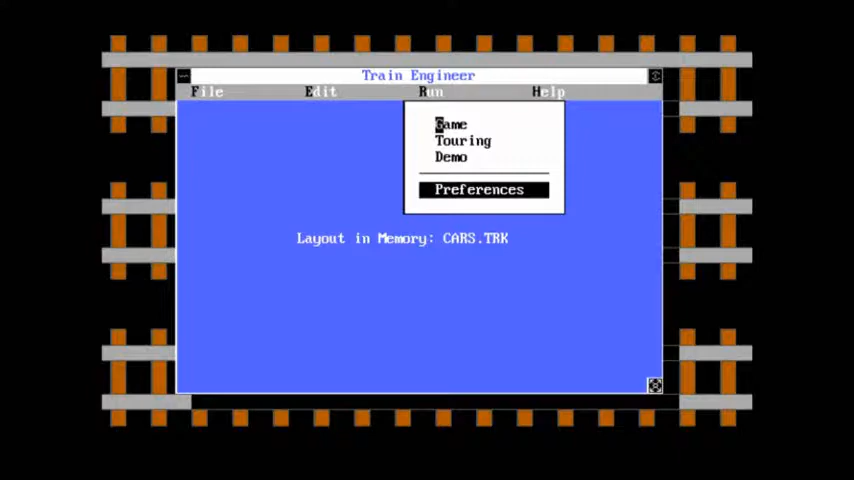 Train Engineer
File Edit Run Help
Game
Touring
Demo
Preferences
Layout in Memory: CARS.TRK